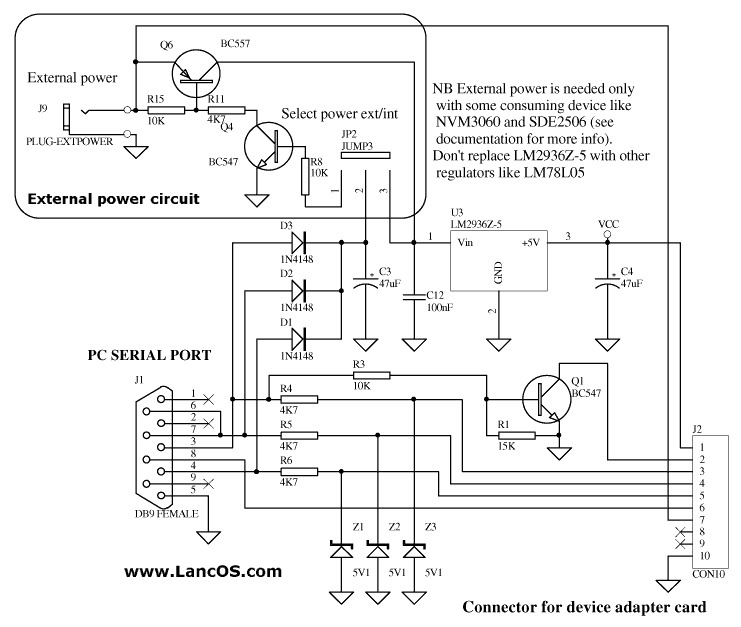 Q6
BC557
External power
J9
PLUG-EXTPOWER
R15
10K
R11
4K7
Q4
BC547
Select power ext/int
JP2
JUMP3
R8
10K
1
2
3
External power circuit
NB External power is needed only
with some consuming device like
NVM3060 and SDE2506 (see
documentation for more info).
Don't replace LM2936Z-5 with other
regulators like LM78L05
U3
LM2936Z-5
1
Vin
+5V
3
GND
2
VCC
D3
1N4148
D2
1N4148
D1
1N4148
+
C3
47uF
C12
100nF
+
C4
47uF
PC SERIAL PORT
J1
1
6
2
7
3
8
4
9
5
DB9 FEMALE
R3
10K
R4
4K7
R5
4K7
R6
4K7
Q1
BC547
R1
15K
Z1
5V1
Z2
5V1
Z3
5V1
J2
1
2
3
4
5
6
7
8
9
10
CON10
www.LancOS.com
Connector for device adapter card